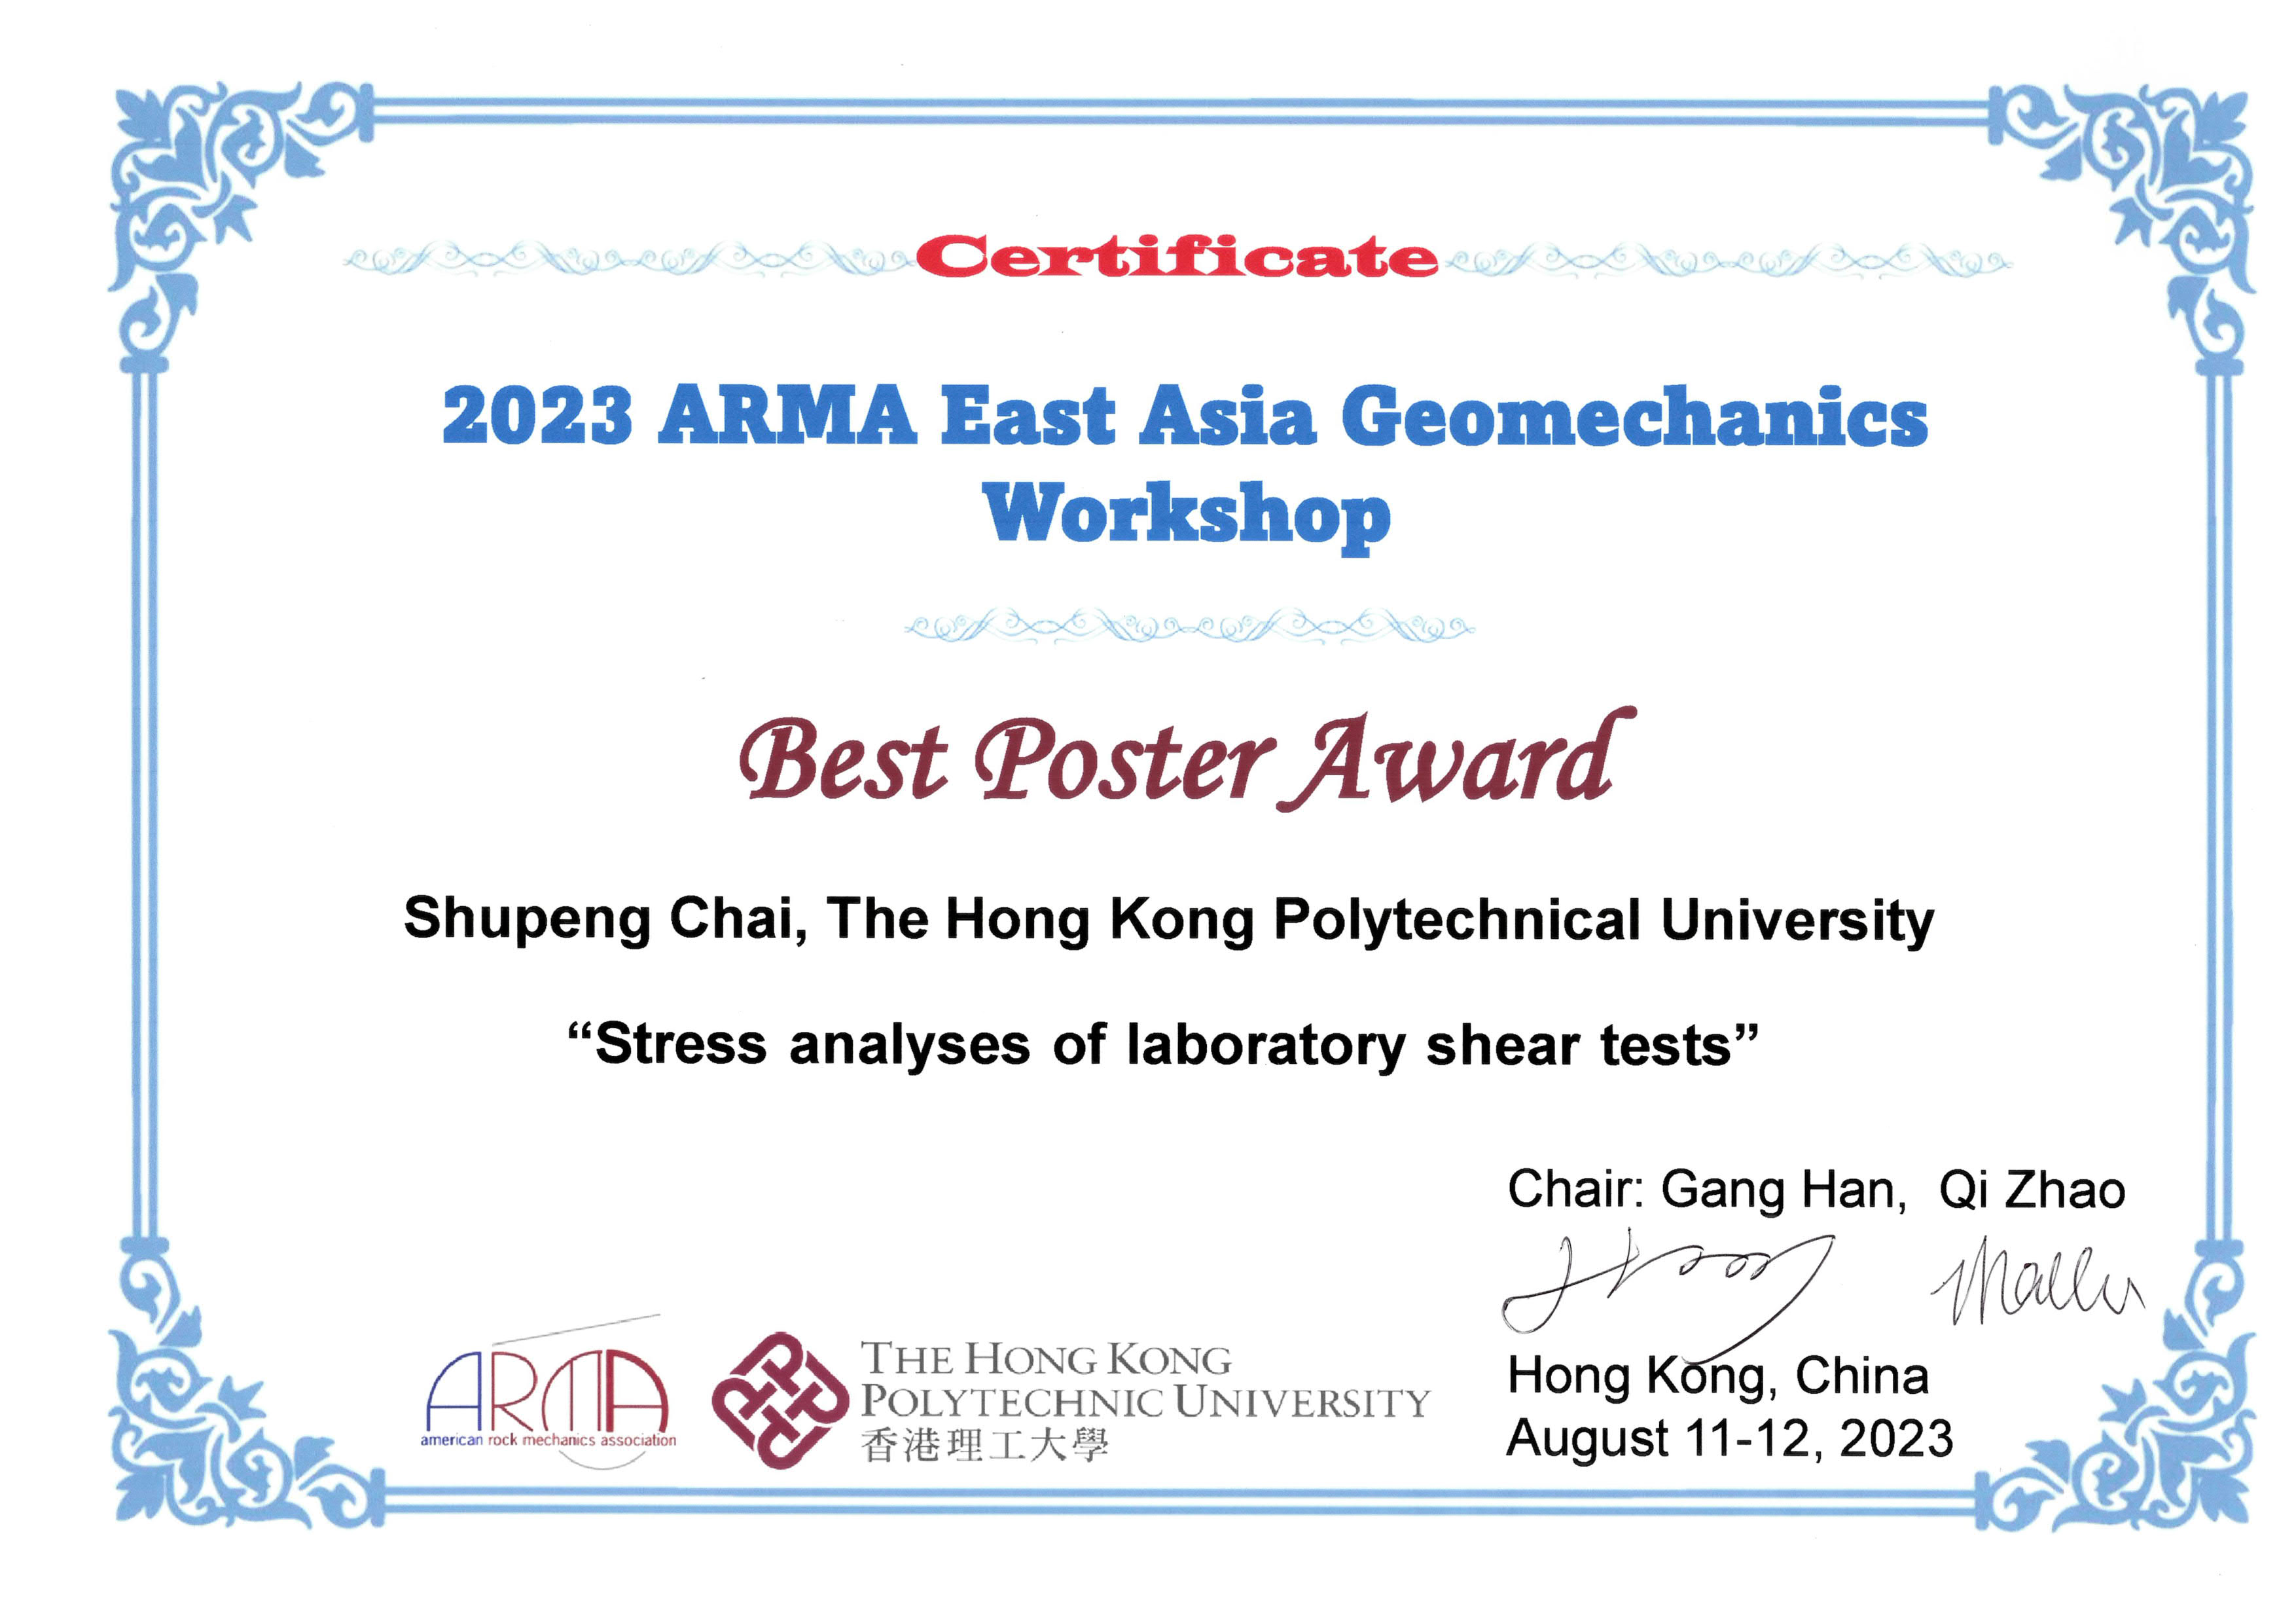 Certificate
2023 ARMA East Asia Geomechanics
Workshop
Best Poster Award
Shupeng Chai, The Hong Kong Polytechnical University
“Stress analyses of laboratory shear tests”
Chair: Gang Han, Qi Zhao
Hong Kong, China
August 11-12, 2023
ARMA
american rock mechanics association
THE HONG KONG
POLYTECHNIC UNIVERSITY
香港理工大學